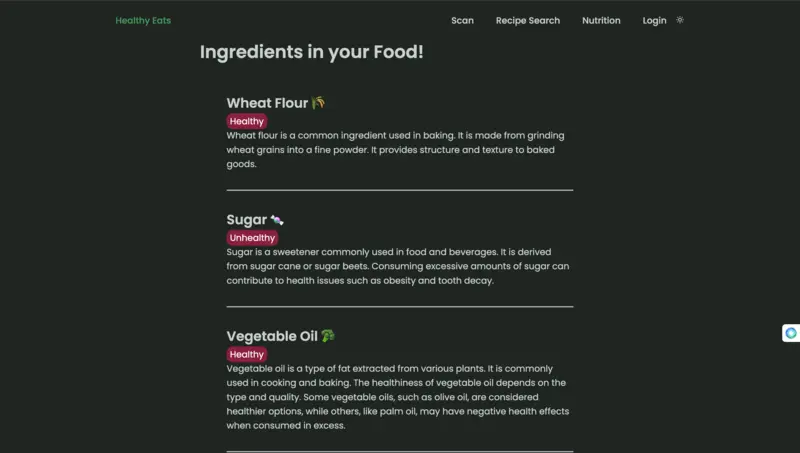 Healthy Eats
Scan
Recipe Search
Nutrition
Login
Ingredients in your Food!
Wheat Flour
Healthy
Wheat flour is a common ingredient used in baking. It is made from grinding
wheat grains into a fine powder. It provides structure and texture to baked
goods.
Sugar
Unhealthy
Sugar is a sweetener commonly used in food and beverages. It is derived
from sugar cane or sugar beets. Consuming excessive amounts of sugar can
contribute to health issues such as obesity and tooth decay.
Vegetable Oil
Healthy
Vegetable oil is a type of fat extracted from various plants. It is commonly
used in cooking and baking. The healthiness of vegetable oil depends on the
type and quality. Some vegetable oils, such as olive oil, are considered
healthier options, while others, like palm oil, may have negative health effects
when consumed in excess.